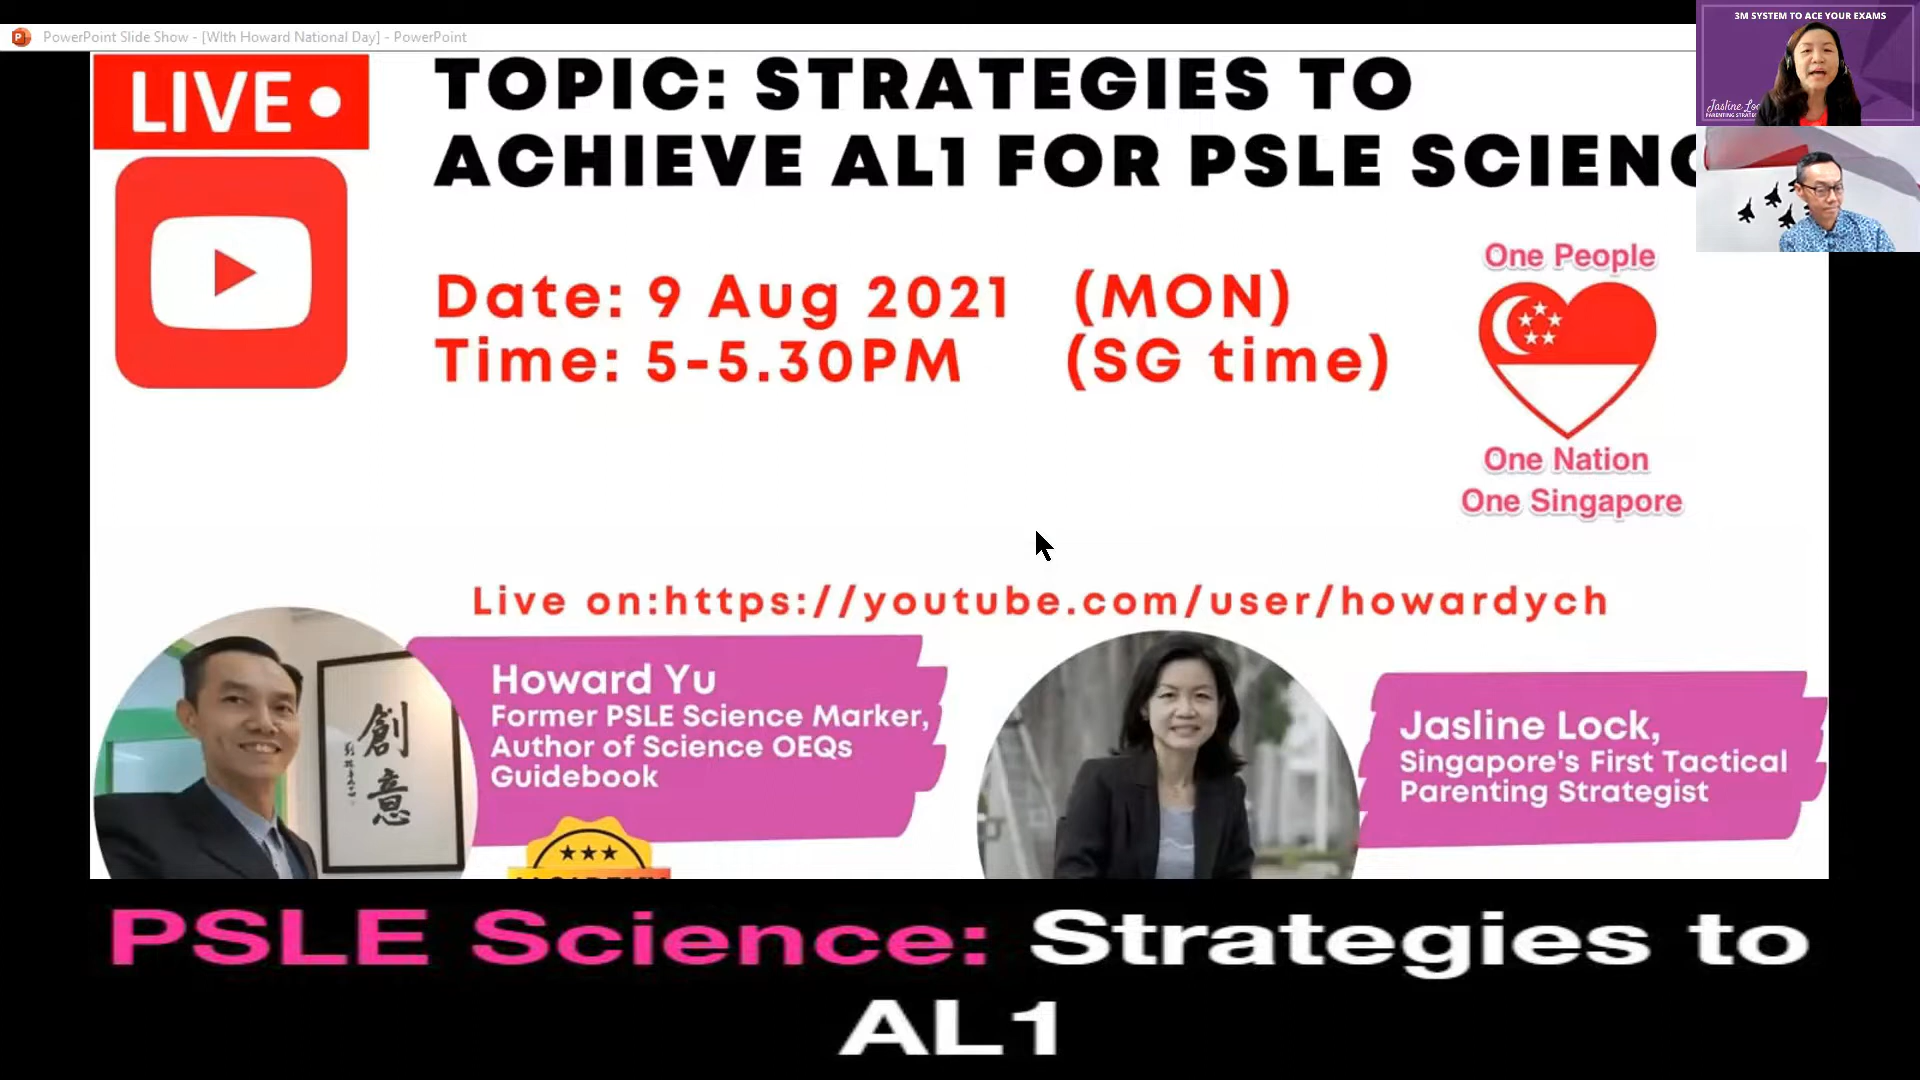 PowerPoint Slide Show - [WIth Howard National Day] - PowerPoint
3M SYSTEM TO ACE YOUR EXAMS
Jasline
LIVE
TOPIC: STRATEGIES TO
ACHIEVE AL1 FOR PSLE SCIENC
Date: 9 Aug 2021 (MON)
Time: 5-5.30PM (SG time)
One People
One Nation
One Singapore
Live on:https://youtube.com/user/howardych
創意
Howard Yu
Former PSLE Science Marker,
Author of Science OEQs
Guidebook
Jasline Lock,
Singapore's First Tactical
Parenting Strategist
PSLE Science: Strategies to
AL1